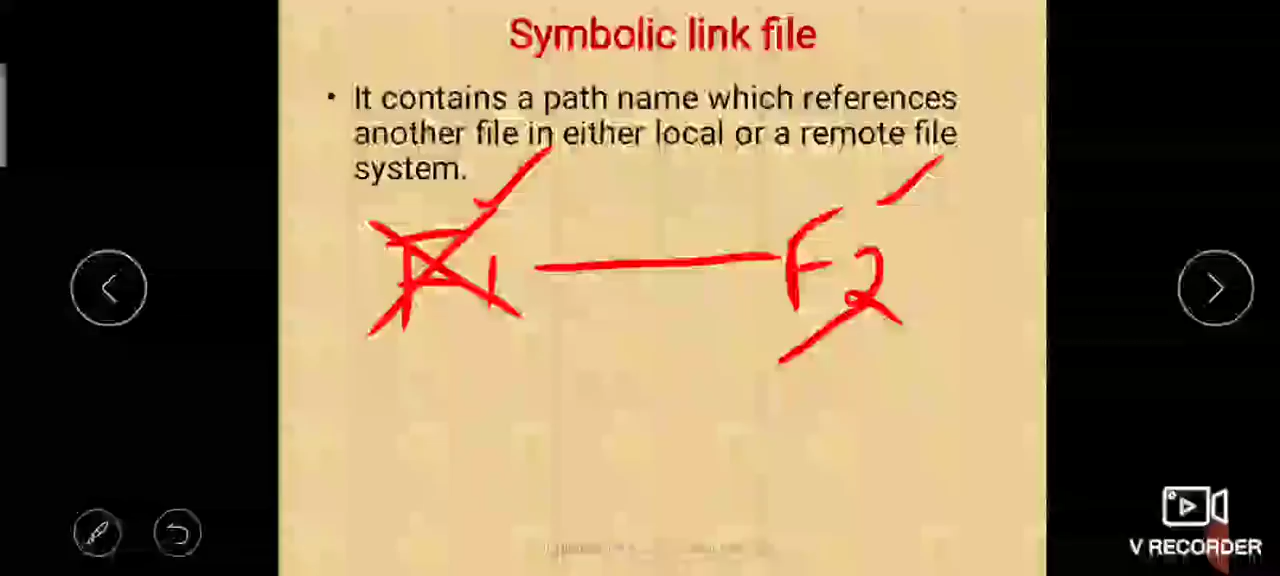 Symbolic link file
• It contains a path name which references
another file in either local or a remote file
system.
F1 F2
V RECORDER